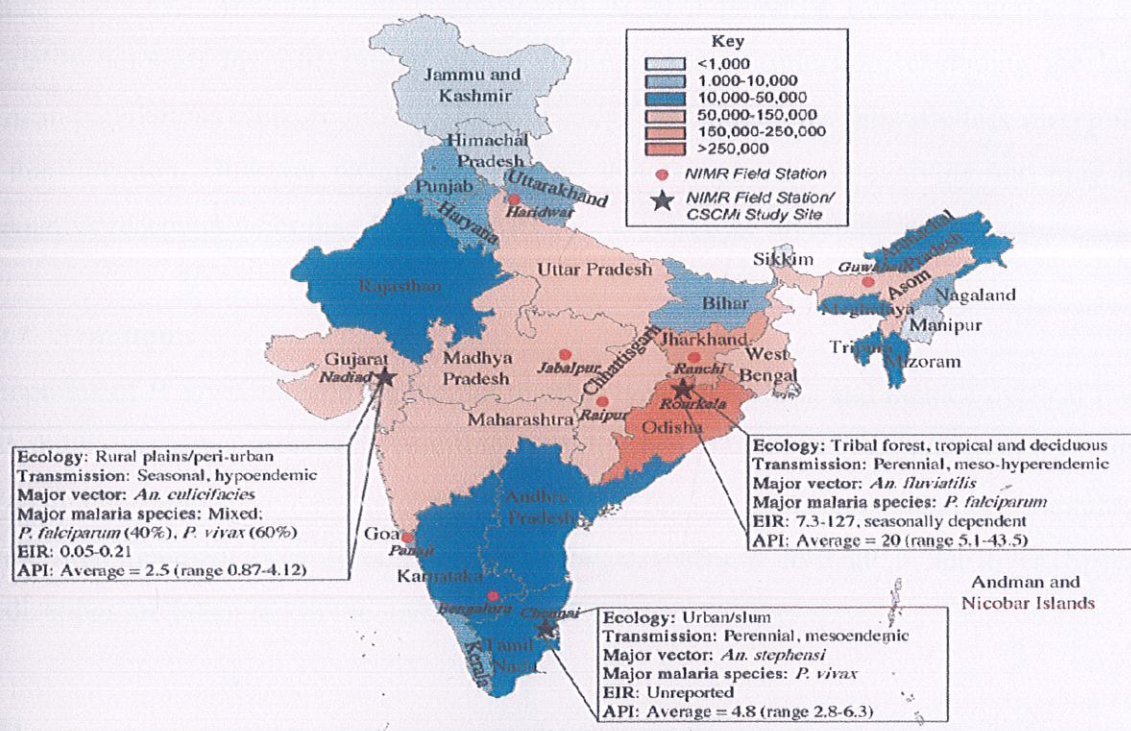 Key
<1,000
1.000-10,000
10,000-50,000
50,000-150,000
150,000-250,000
>250,000
NIMR Field Station
NIMR Field Station/
CSCMi Study Site
Jammu and
Kashmir
Himachal
Pradesh
Punjab
Uttarakhand
Haridwar
Haryana
Rajasthan
Uttar Pradesh
Sikkim
Arunachal
Pradesh
Guwahati
Asom
Nagaland
Meghalaya
Manipur
Tripura
Mizoram
Bihar
Gujarat
Nadiad
Madhya
Pradesh
Jabalpur
Chhattisgarh
Jharkhand
Ranchi
West
Bengal
Maharashtra
Raipur
Rourkela
Odisha
Ecology: Rural plains/peri-urban
Transmission: Seasonal, hypoendemic
Major vector: An. culicifacies
Major malaria species: Mixed;
P. falciparum (40%), P. vivax (60%)
EIR: 0.05-0.21
API: Average = 2.5 (range 0.87-4.12)
Ecology: Tribal forest, tropical and deciduous
Transmission: Perennial, meso-hyperendemic
Major vector: An. fluviatilis
Major malaria species: P. falciparum
EIR: 7.3-127, seasonally dependent
API: Average = 20 (range 5.1-43.5)
Andhra
Pradesh
Goa
Panaji
Karnataka
Bengaluru
Chennai
Tamil
Nadu
Kerala
Andman and
Nicobar Islands
Ecology: Urban/slum
Transmission: Perennial, mesoendemic
Major vector: An. stephensi
Major malaria species: P. vivax
EIR: Unreported
API: Average = 4.8 (range 2.8-6.3)